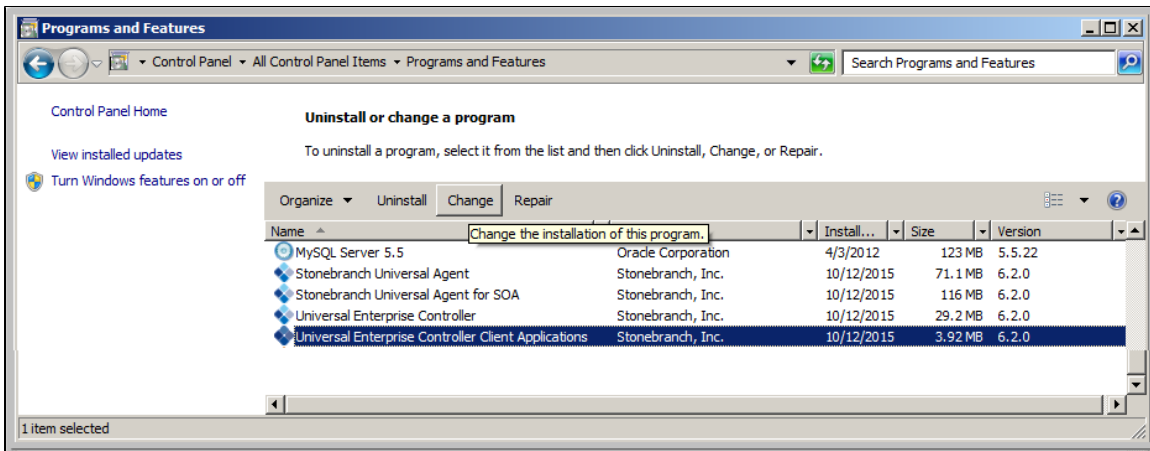 Programs and Features
Control Panel All Control Panel Items Programs and Features Search Programs and Features
Control Panel Home
Uninstall or change a program
View installed updates To uninstall a program, select it from the list and then click Uninstall, Change, or Repair.
Turn Windows features on or off
Organize Uninstall Change Repair
Name Install... Size Version
Change the installation of this program.
MySQL Server 5.5 Oracle Corporation 4/3/2012 123 MB 5.5.22
Stonebranch Universal Agent Stonebranch, Inc. 10/12/2015 71.1 MB 6.2.0
Stonebranch Universal Agent for SOA Stonebranch, Inc. 10/12/2015 116 MB 6.2.0
Universal Enterprise Controller Stonebranch, Inc. 10/12/2015 29.2 MB 6.2.0
Universal Enterprise Controller Client Applications Stonebranch, Inc. 10/12/2015 3.92 MB 6.2.0
1 item selected